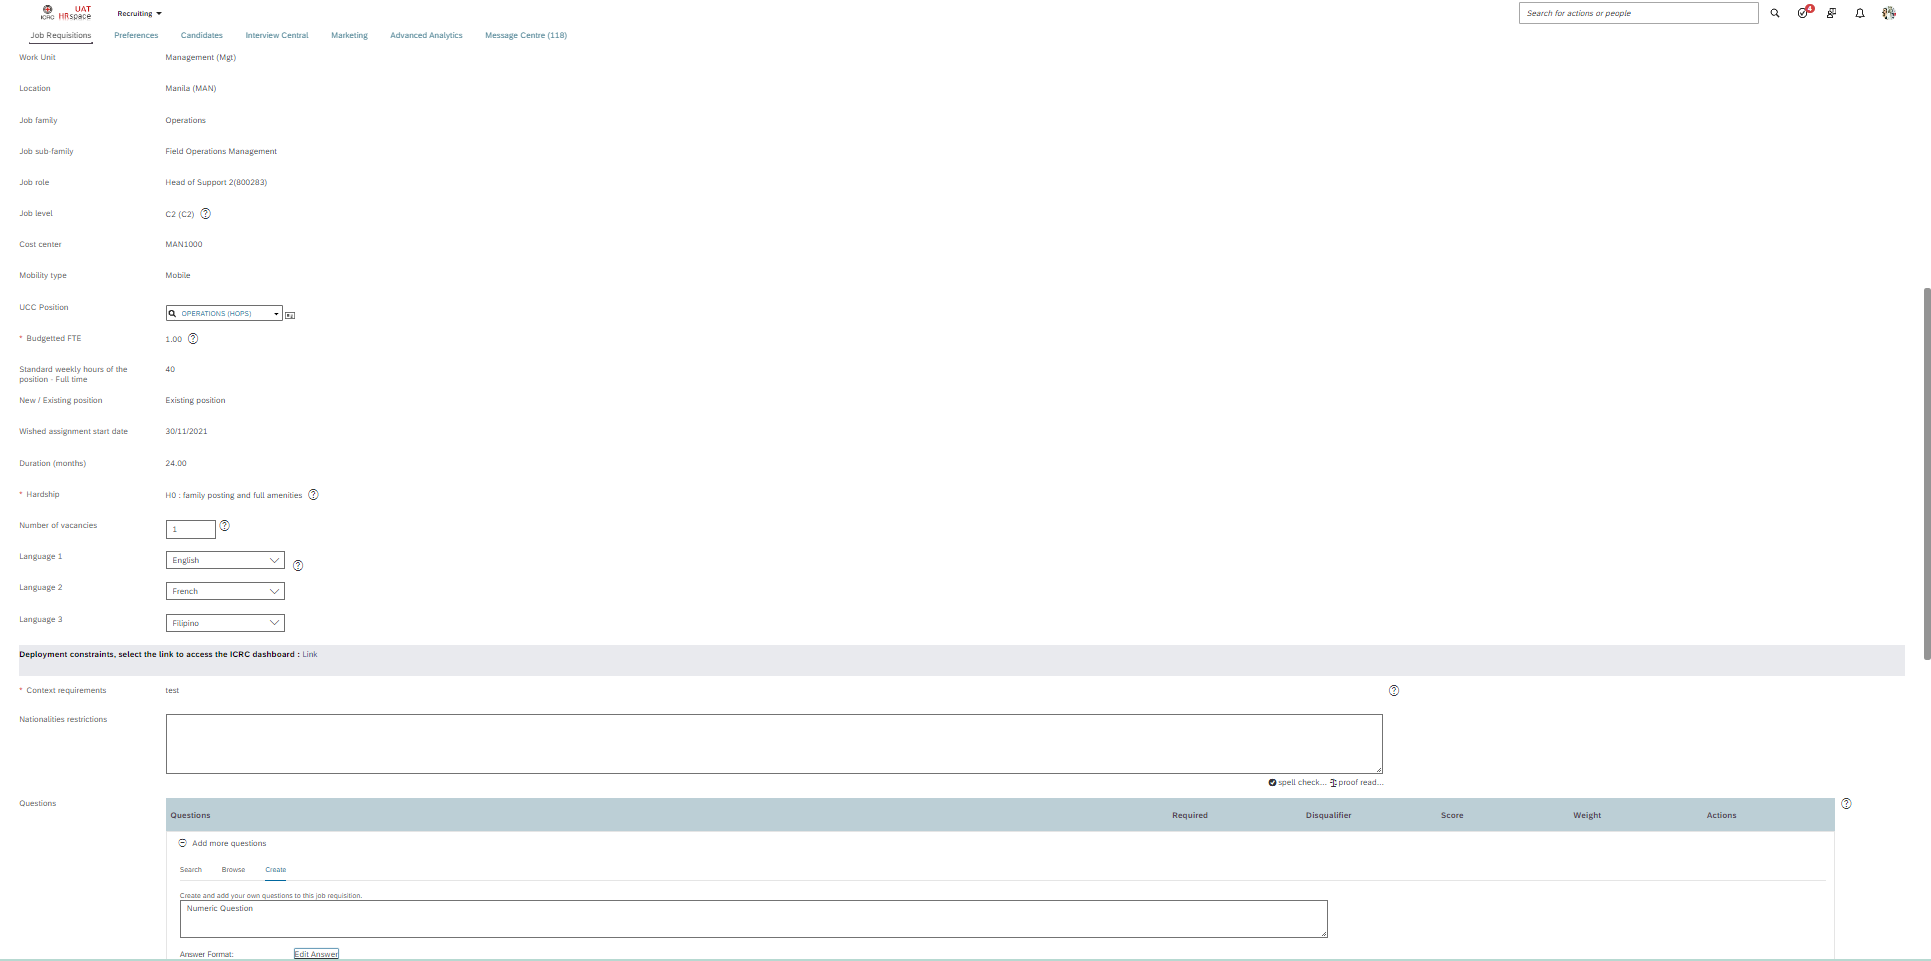 ICRC UAT HRspace Recruiting Search for actions or people 4
Job Requisitions Preferences Candidates Interview Central Marketing Advanced Analytics Message Centre (118)
Work Unit Management (Mgt)
Location Manila (MAN)
Job family Operations
Job sub-family Field Operations Management
Job role Head of Support 2(800283)
Job level C2 (C2) ?
Cost center MAN1000
Mobility type Mobile
UCC Position OPERATIONS (HOPS)
* Budgetted FTE 1.00 ?
Standard weekly hours of the position - Full time 40
New / Existing position Existing position
Wished assignment start date 30/11/2021
Duration (months) 24.00
* Hardship H0 : family posting and full amenities ?
Number of vacancies 1 ?
Language 1 English ?
Language 2 French
Language 3 Filipino
Deployment constraints, select the link to access the ICRC dashboard : Link
* Context requirements test ?
Nationalities restrictions
spell check... proof read...
Questions ?
Questions Required Disqualifier Score Weight Actions
Add more questions
Search Browse Create
Create and add your own questions to this job requisition.
Numeric Question
Answer Format: Edit Answer